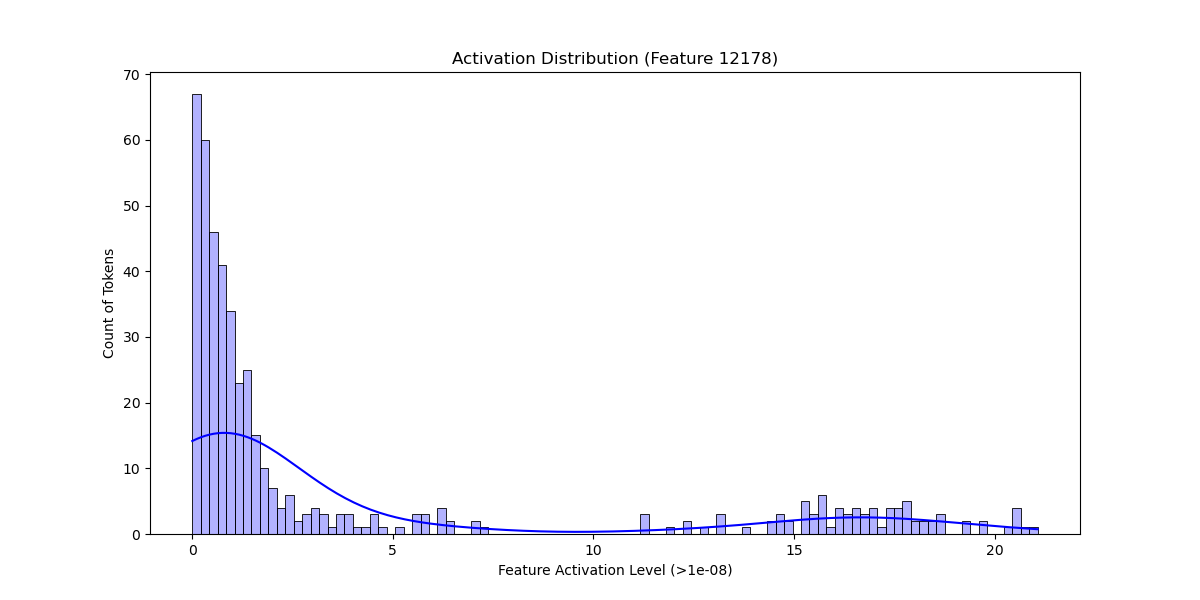 Activation Distribution (Feature 12178)
70
60
50
40
30
20
10
0
Count of Tokens
0 5 10 15 20
Feature Activation Level (>1e-08)